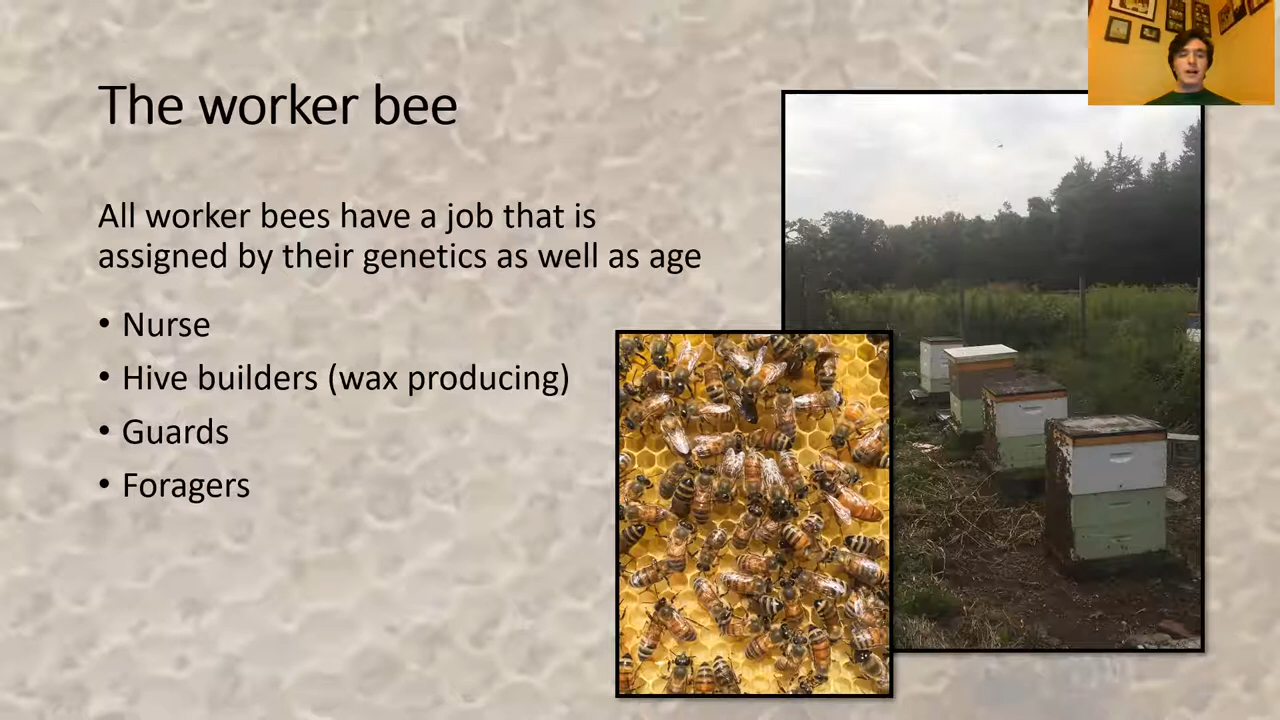 The worker bee
All worker bees have a job that is
assigned by their genetics as well as age
• Nurse
• Hive builders (wax producing)
• Guards
• Foragers